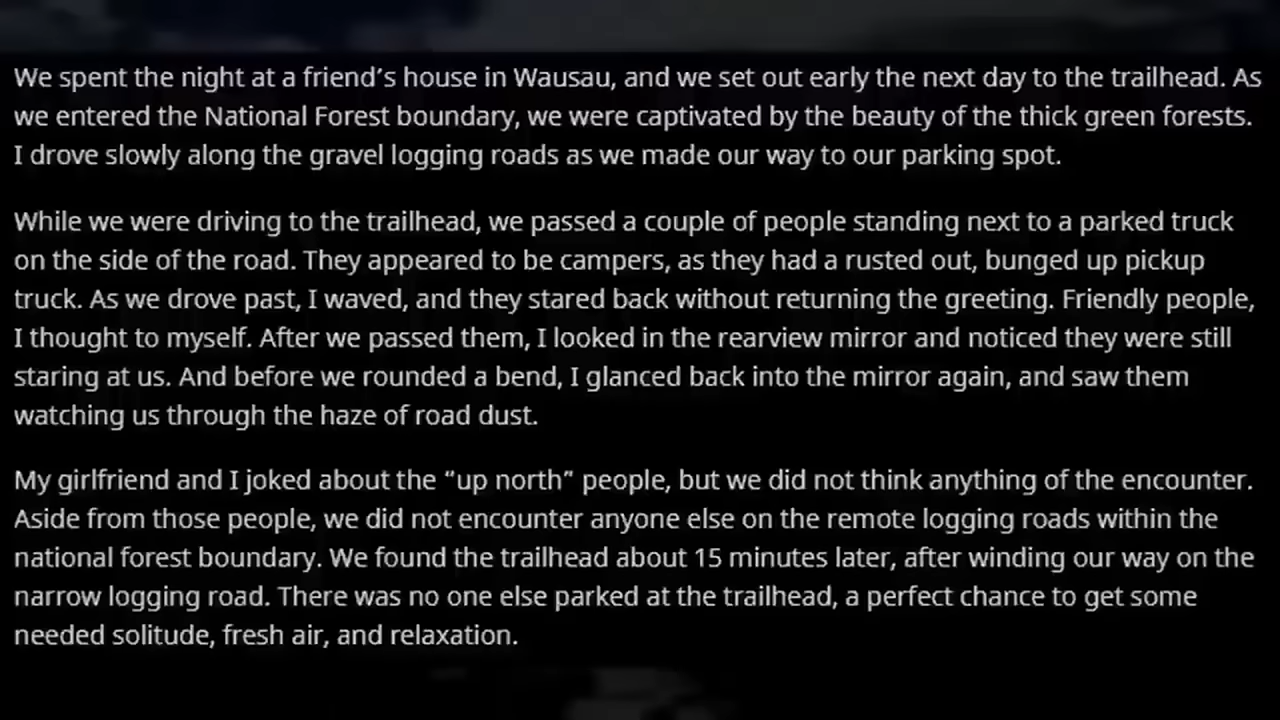 We spent the night at a friend’s house in Wausau, and we set out early the next day to the trailhead. As
we entered the National Forest boundary, we were captivated by the beauty of the thick green forests.
I drove slowly along the gravel logging roads as we made our way to our parking spot.
While we were driving to the trailhead, we passed a couple of people standing next to a parked truck
on the side of the road. They appeared to be campers, as they had a rusted out, bunged up pickup
truck. As we drove past, I waved, and they stared back without returning the greeting. Friendly people,
I thought to myself. After we passed them, I looked in the rearview mirror and noticed they were still
staring at us. And before we rounded a bend, I glanced back into the mirror again, and saw them
watching us through the haze of road dust.
My girlfriend and I joked about the “up north” people, but we did not think anything of the encounter.
Aside from those people, we did not encounter anyone else on the remote logging roads within the
national forest boundary. We found the trailhead about 15 minutes later, after winding our way on the
narrow logging road. There was no one else parked at the trailhead, a perfect chance to get some
needed solitude, fresh air, and relaxation.